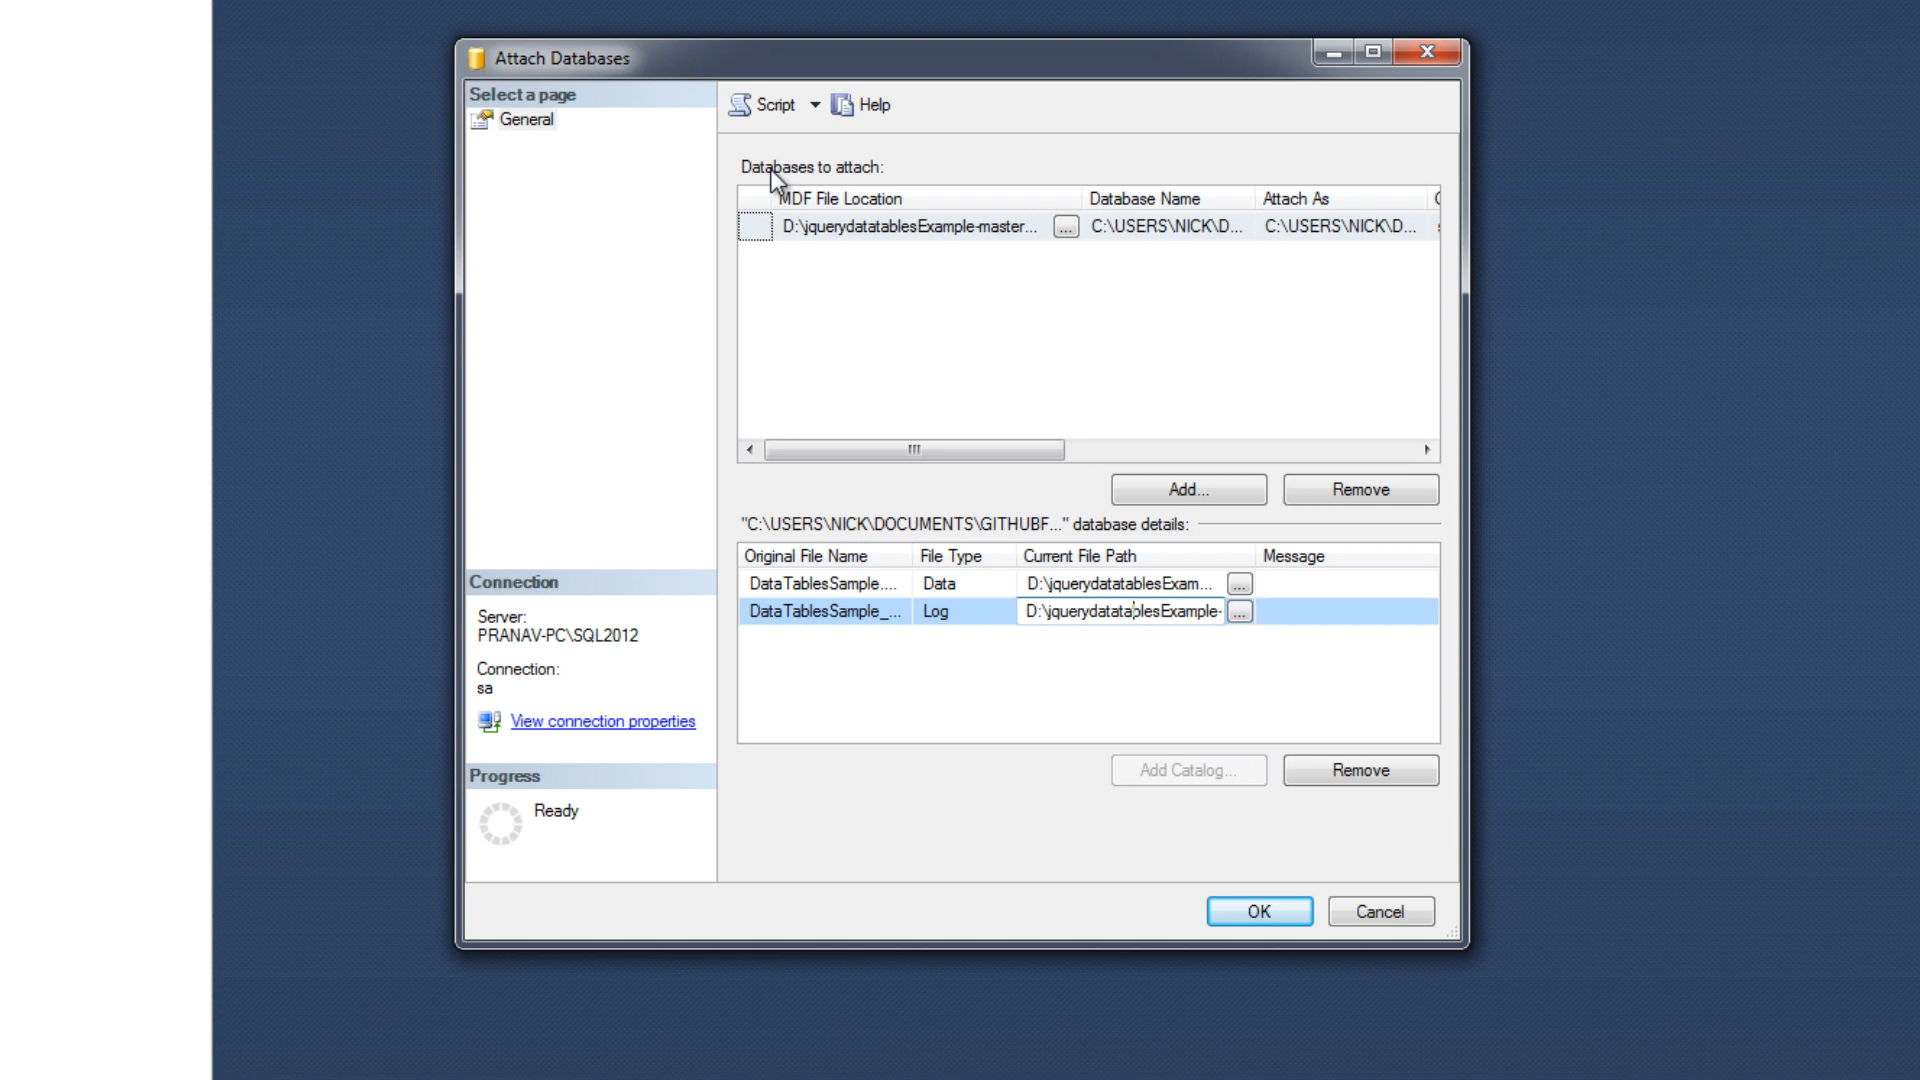 Attach Databases
Select a page
General
Script
Help
Databases to attach:
MDF File Location Database Name Attach As
D:\jquerydatatablesExample-master... ... C:\USERS\NICK\D... C:\USERS\NICK\D...
Add...
Remove
"C:\USERS\NICK\DOCUMENTS\GITHUBF..." database details:
Original File Name File Type Current File Path Message
DataTablesSample.... Data D:\jquerydatatablesExam... ...
DataTablesSample_... Log D:\jquerydatatablesExample- ...
Add Catalog...
Remove
Connection
Server:
PRANAV-PC\SQL2012
Connection:
sa
View connection properties
Progress
Ready
OK
Cancel